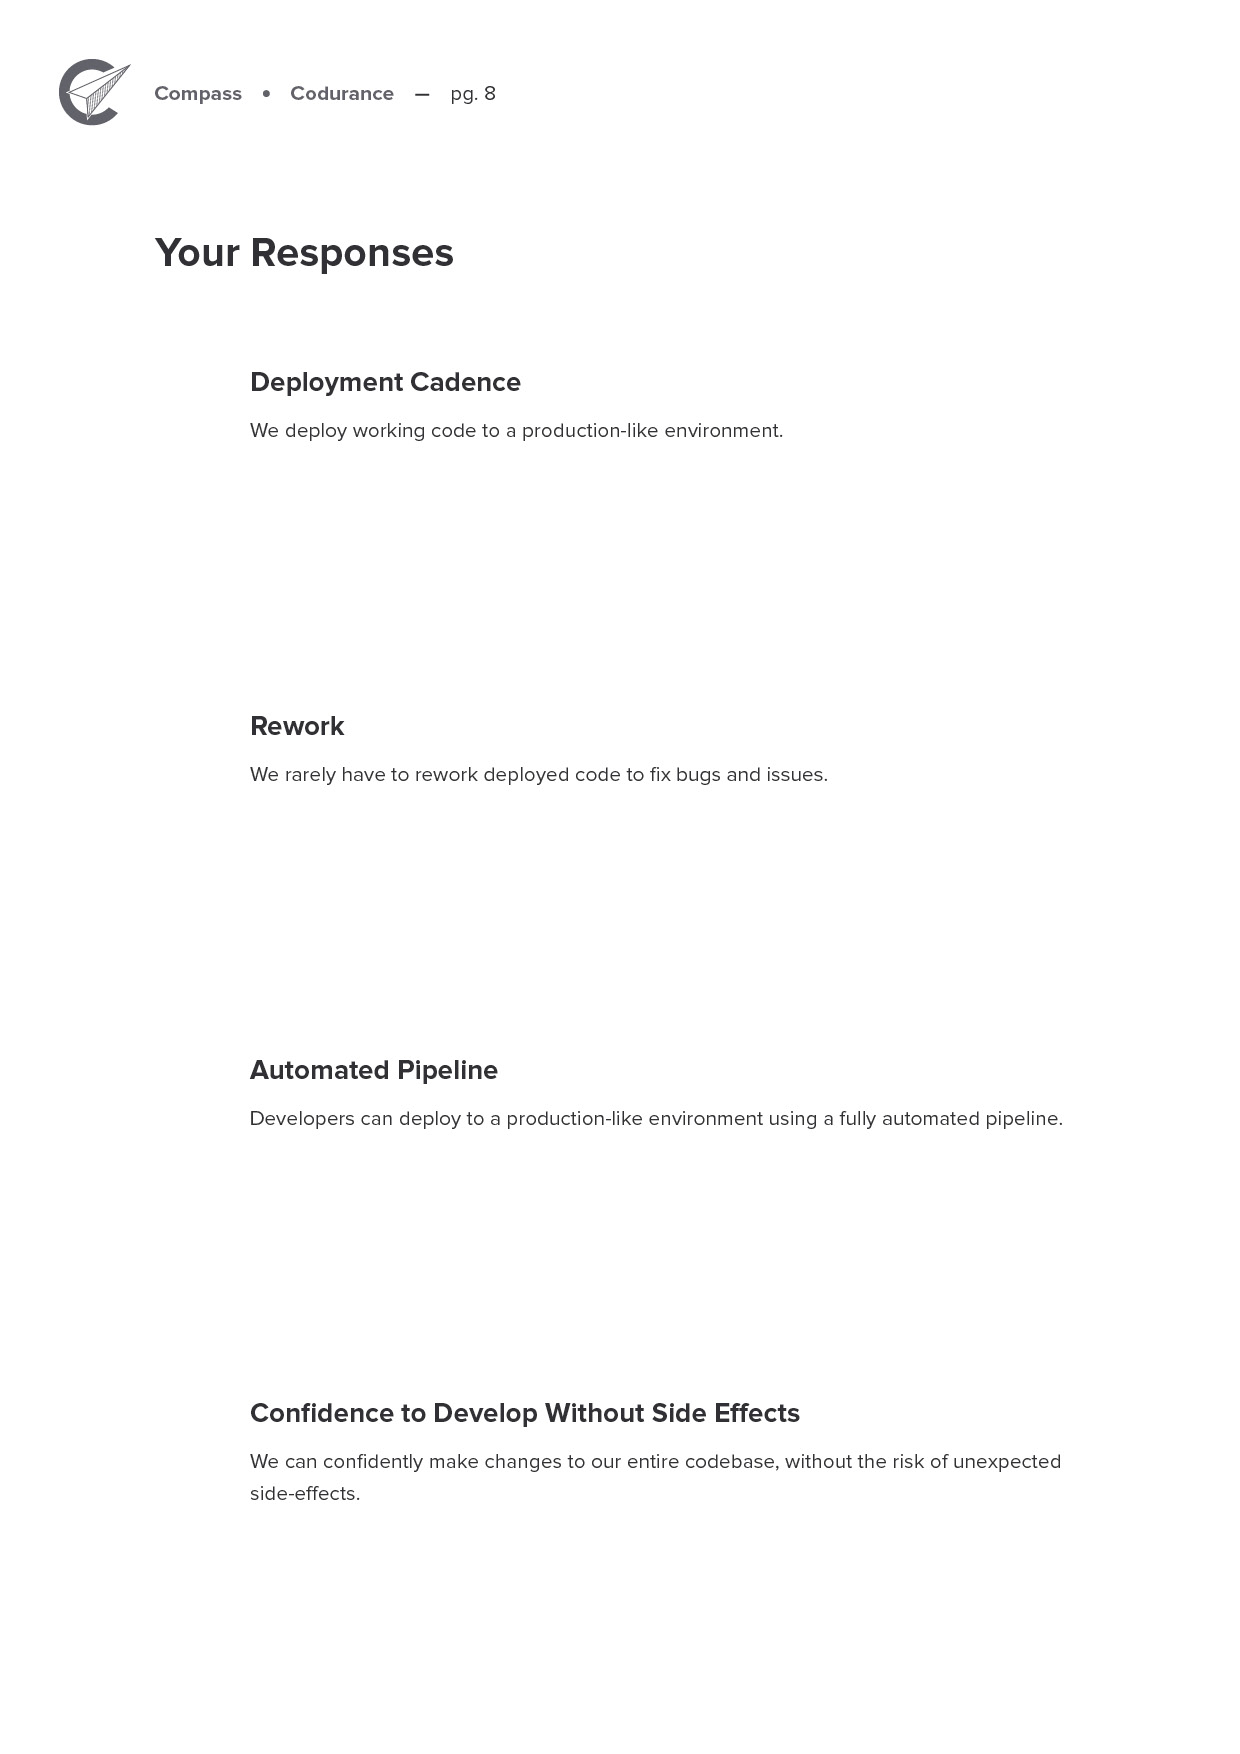 Compass • Codurance — pg. 8
Your Responses
Deployment Cadence
We deploy working code to a production-like environment.
Rework
We rarely have to rework deployed code to fix bugs and issues.
Automated Pipeline
Developers can deploy to a production-like environment using a fully automated pipeline.
Confidence to Develop Without Side Effects
We can confidently make changes to our entire codebase, without the risk of unexpected
side-effects.